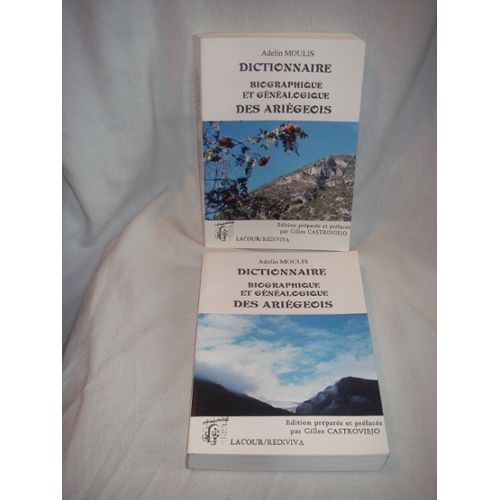 Adelin MOULIS
DICTIONNAIRE
BIOGRAPHIQUE
ET GÉNÉALOGIQUE
DES ARIÉGEOIS
Edition préparée et préfacée
par Gilles CASTROVIEJO
LACOUR/REDIVIVA
Adelin MOULIS
DICTIONNAIRE
BIOGRAPHIQUE
ET GÉNÉALOGIQUE
DES ARIÉGEOIS
Edition préparée et préfacée
par Gilles CASTROVIEJO
LACOUR/REDIVIVA